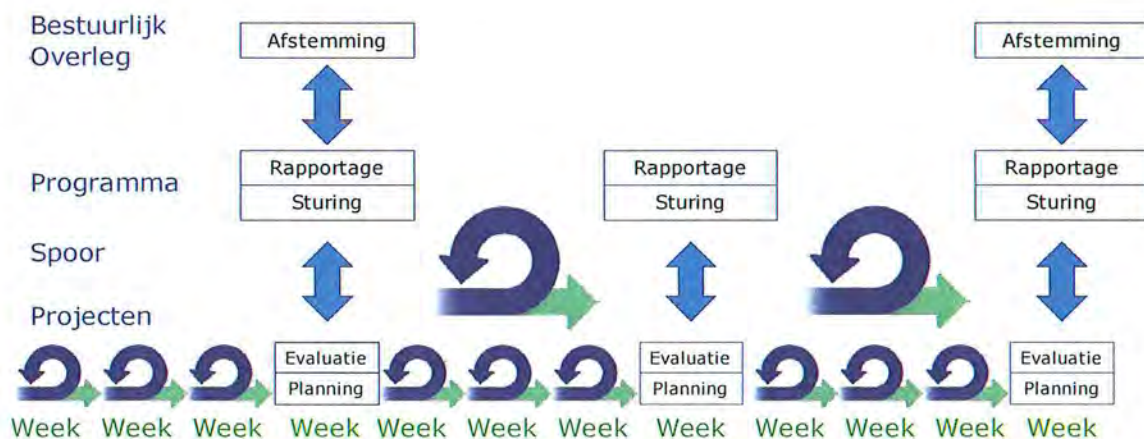 Bestuurlijk
Overleg
Afstemming
Afstemming
Programma
Rapportage
Sturing
Rapportage
Sturing
Rapportage
Sturing
Spoor
Projecten
Evaluatie
Planning
Evaluatie
Planning
Evaluatie
Planning
Week Week Week Week Week Week Week Week Week Week Week Week